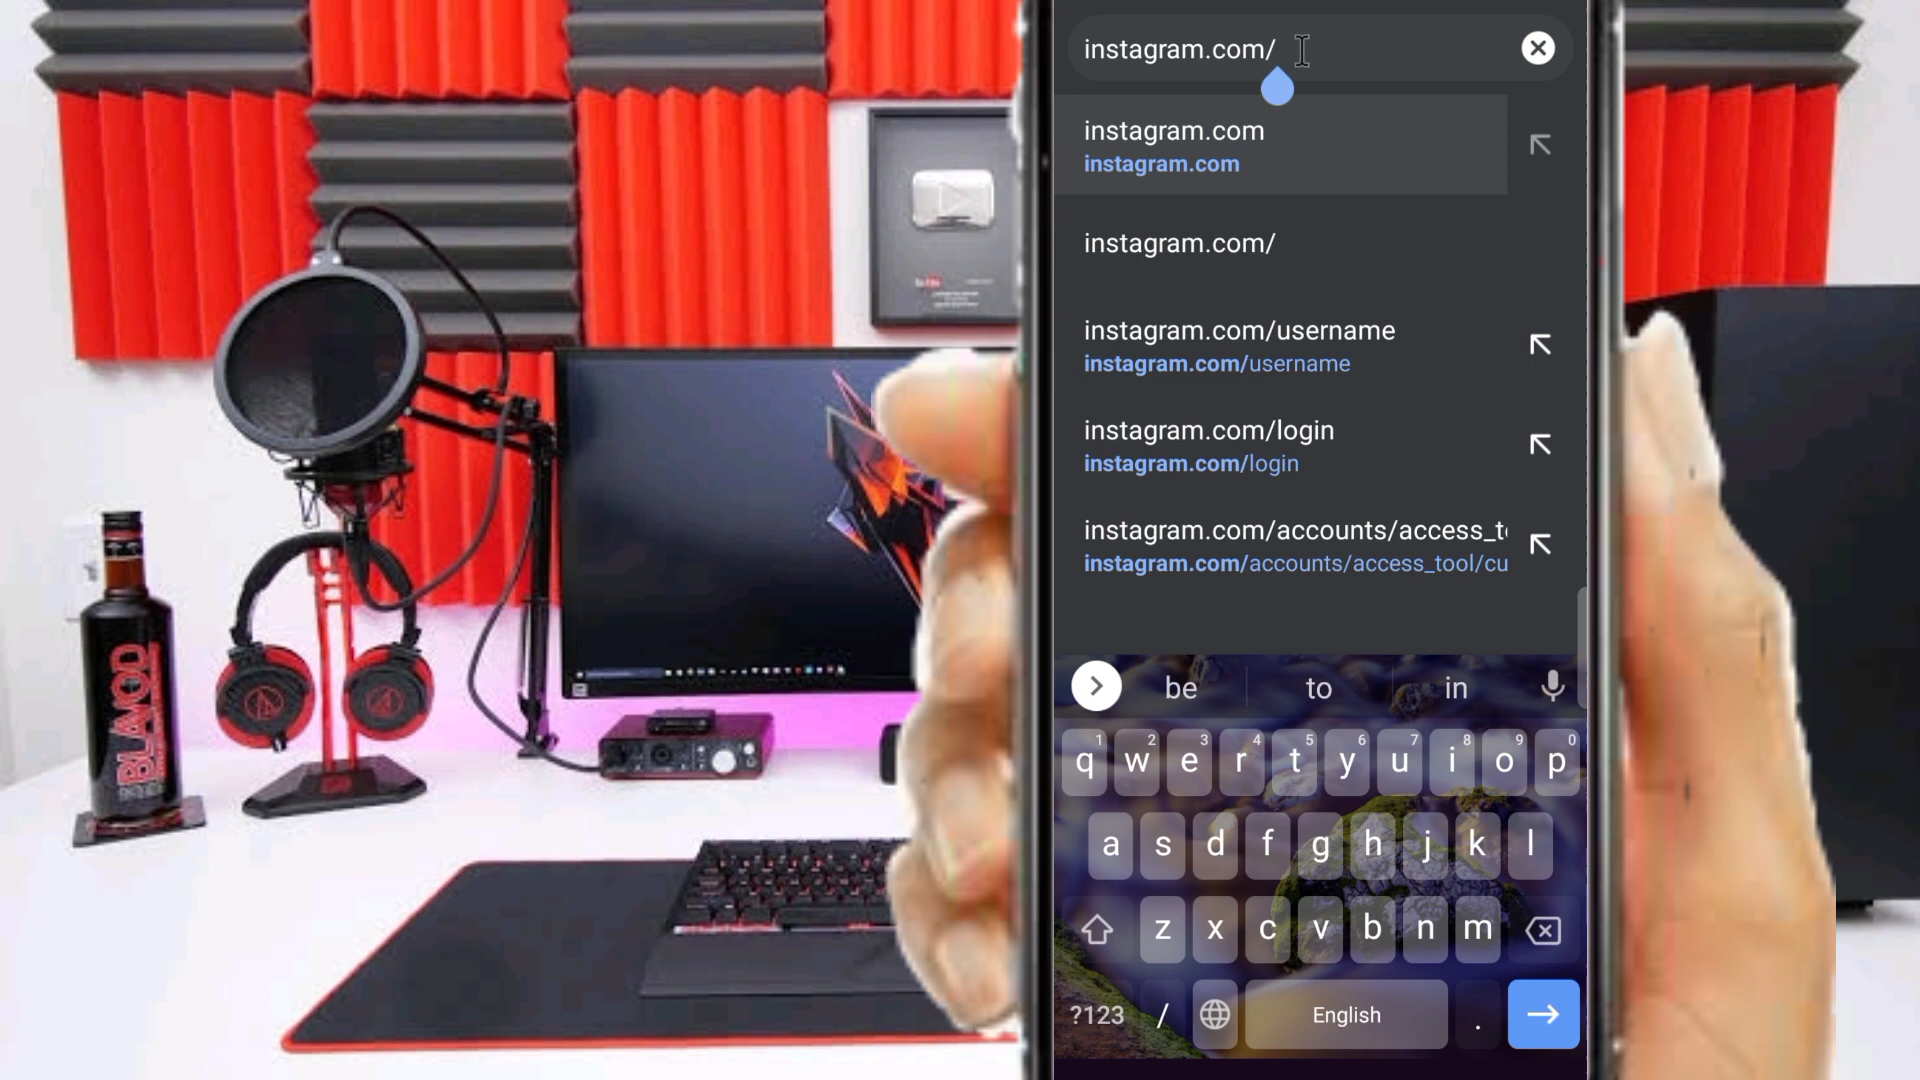 instagram.com/
instagram.com
instagram.com
instagram.com/
instagram.com/username
instagram.com/username
instagram.com/login
instagram.com/login
instagram.com/accounts/access_t
instagram.com/accounts/access_tool/cu
be to in
1 2 3 4 5 6 7 8 9 0
q w e r t y u i o p
a s d f g h j k l
z x c v b n m
?123 / English .
BLAVOD